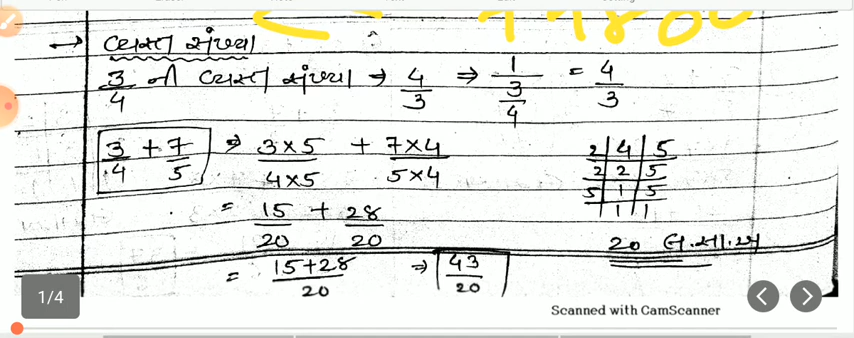 → વ્યસ્ત સંખ્યા
3/4 ની વ્યસ્ત સંખ્યા → 4/3 ⇒ 1/(3/4) = 4/3
3/4 + 7/5 ⇒ 3×5/4×5 + 7×4/5×4
= 15/20 + 28/20
= 15+28/20 ⇒ 43/20
2 | 4 | 5
2 | 2 | 5
5 | 1 | 5
1 | 1
20 લ.સા.અ
1/4
Scanned with CamScanner